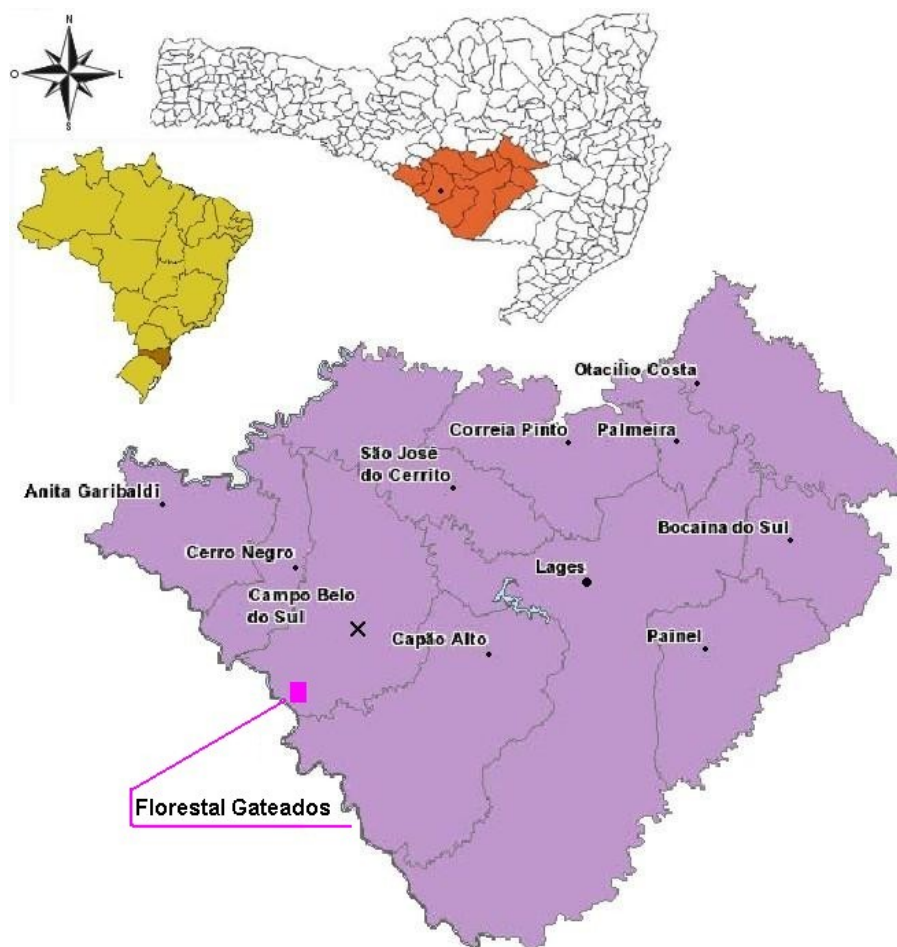 N
O
L
S
Otacílio Costa
Correia Pinto
Palmeira
São José
do Cerrito
Anita Garibaldi
Bocaina do Sul
Cerro Negro
Lages
Campo Belo
do Sul
Capão Alto
Painel
Florestal Gateados